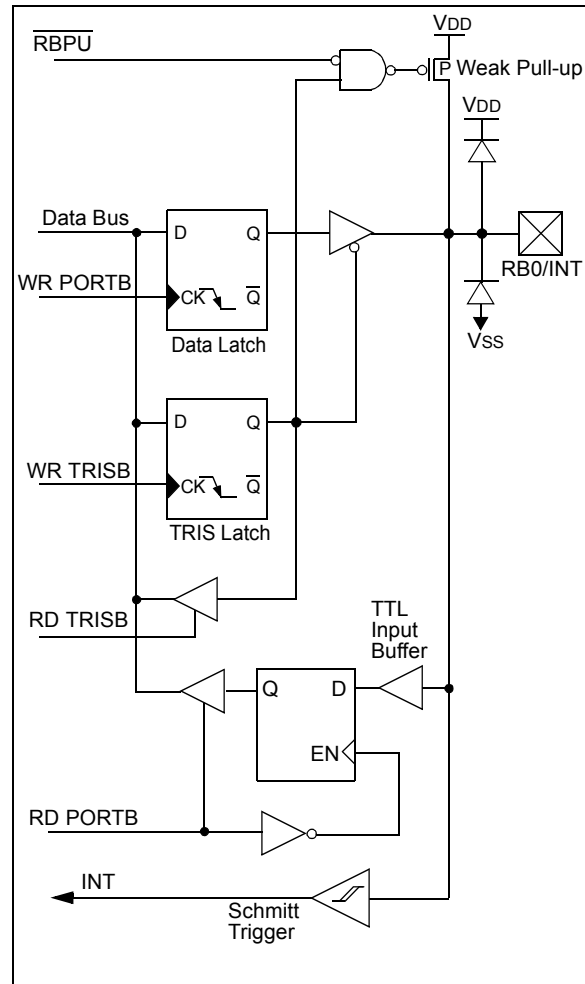 VDD
RBPU
P Weak Pull-up
VDD
Data Bus
D Q
RB0/INT
WR PORTB
CK Q
VSS
Data Latch
D Q
WR TRISB
CK Q
TRIS Latch
TTL
Input
Buffer
RD TRISB
Q D
EN
RD PORTB
INT
Schmitt
Trigger